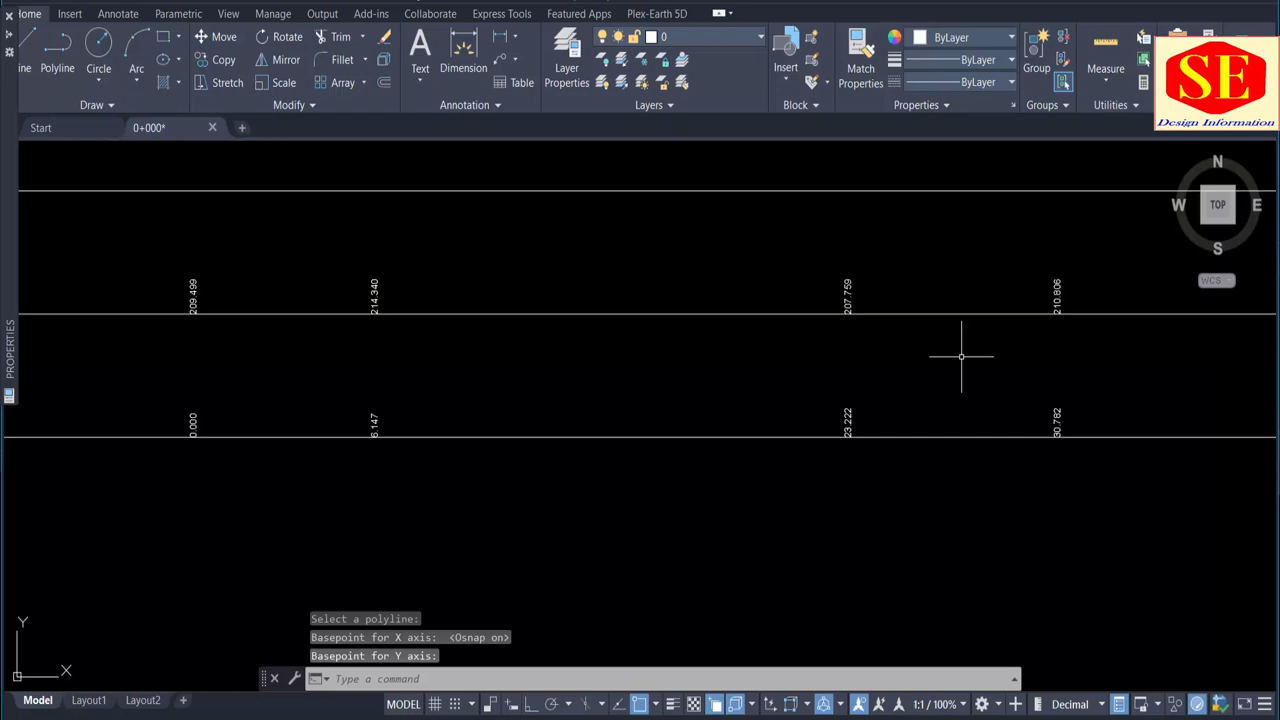 Home Insert Annotate Parametric View Manage Output Add-ins Collaborate Express Tools Featured Apps Plex-Earth 5D
Move Rotate Trim
0
ByLayer
Copy Mirror Fillet
ByLayer
Stretch Scale Array
Table
ByLayer
Polyline Circle Arc
Text Dimension
Layer Properties
Insert
Match Properties
Group
Measure
Draw Modify Annotation Layers Block Properties Groups Utilities
SE
Design Information
Start 0+000*
N
W TOP E
S
WCS
209.499 214.340 207.759 210.806
0.000 6.147 23.222 30.782
PROPERTIES
Select a polyline:
Basepoint for X axis: <Osnap on>
Basepoint for Y axis:
Type a command
Y
X
Model Layout1 Layout2
MODEL 1:1 / 100% Decimal